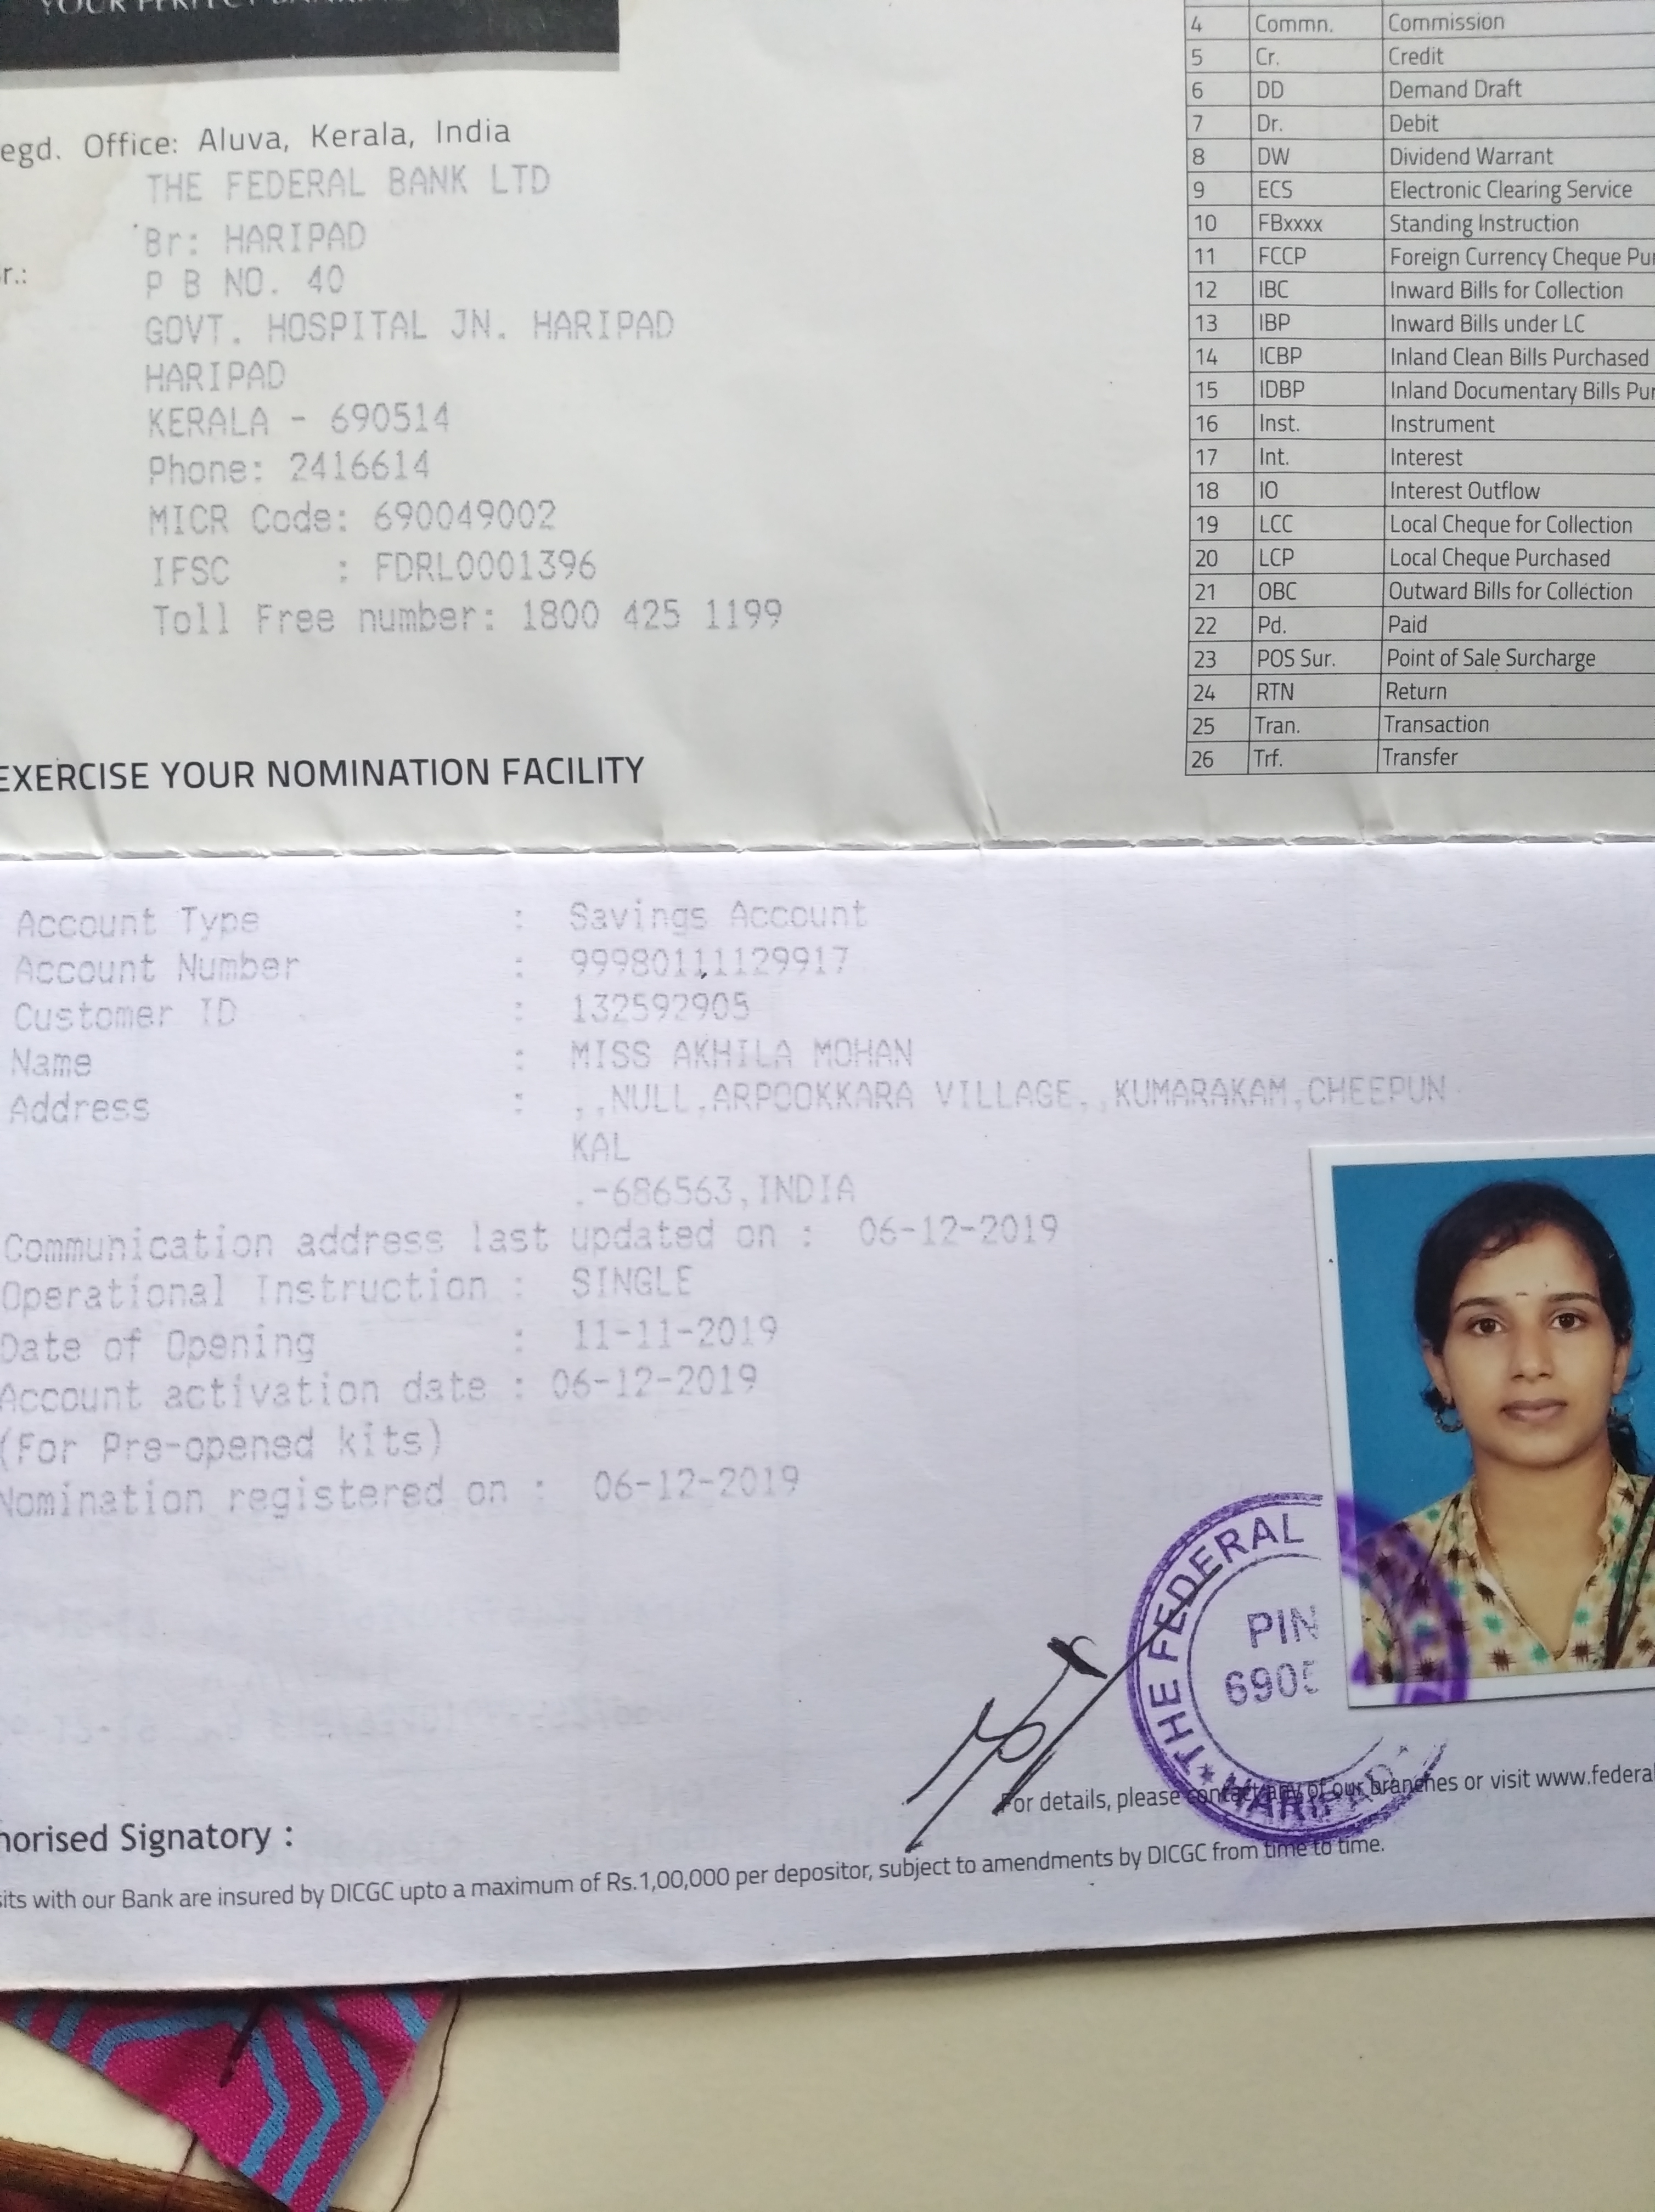 YOUR PERFECT BANKING
egd. Office: Aluva, Kerala, India
THE FEDERAL BANK LTD
Br: HARIPAD
r.:
P B NO. 40
GOVT. HOSPITAL JN. HARIPAD
HARIPAD
KERALA - 690514
Phone: 2416614
MICR Code: 690049002
IFSC : FDRL0001396
Toll Free number: 1800 425 1199
EXERCISE YOUR NOMINATION FACILITY
4 Commn. Commission
5 Cr. Credit
6 DD Demand Draft
7 Dr. Debit
8 DW Dividend Warrant
9 ECS Electronic Clearing Service
10 FBxxxx Standing Instruction
11 FCCP Foreign Currency Cheque Pur
12 IBC Inward Bills for Collection
13 IBP Inward Bills under LC
14 ICBP Inland Clean Bills Purchased
15 IDBP Inland Documentary Bills Pur
16 Inst. Instrument
17 Int. Interest
18 IO Interest Outflow
19 LCC Local Cheque for Collection
20 LCP Local Cheque Purchased
21 OBC Outward Bills for Collection
22 Pd. Paid
23 POS Sur. Point of Sale Surcharge
24 RTN Return
25 Tran. Transaction
26 Trf. Transfer
Account Type : Savings Account
Account Number : 99980111129917
Customer ID : 132592905
Name : MISS AKHILA MOHAN
Address : ,,NULL,ARPOOKKARA VILLAGE,,KUMARAKAM,CHEEPUN
KAL
.-686563,INDIA
Communication address last updated on : 06-12-2019
Operational Instruction : SINGLE
Date of Opening : 11-11-2019
Account activation date : 06-12-2019
(For Pre-opened kits)
Nomination registered on : 06-12-2019
THE FEDERAL
PIN
6905
HARIPAD
For details, please contact any of our branches or visit www.federal
horised Signatory :
sits with our Bank are insured by DICGC upto a maximum of Rs.1,00,000 per depositor, subject to amendments by DICGC from time to time.